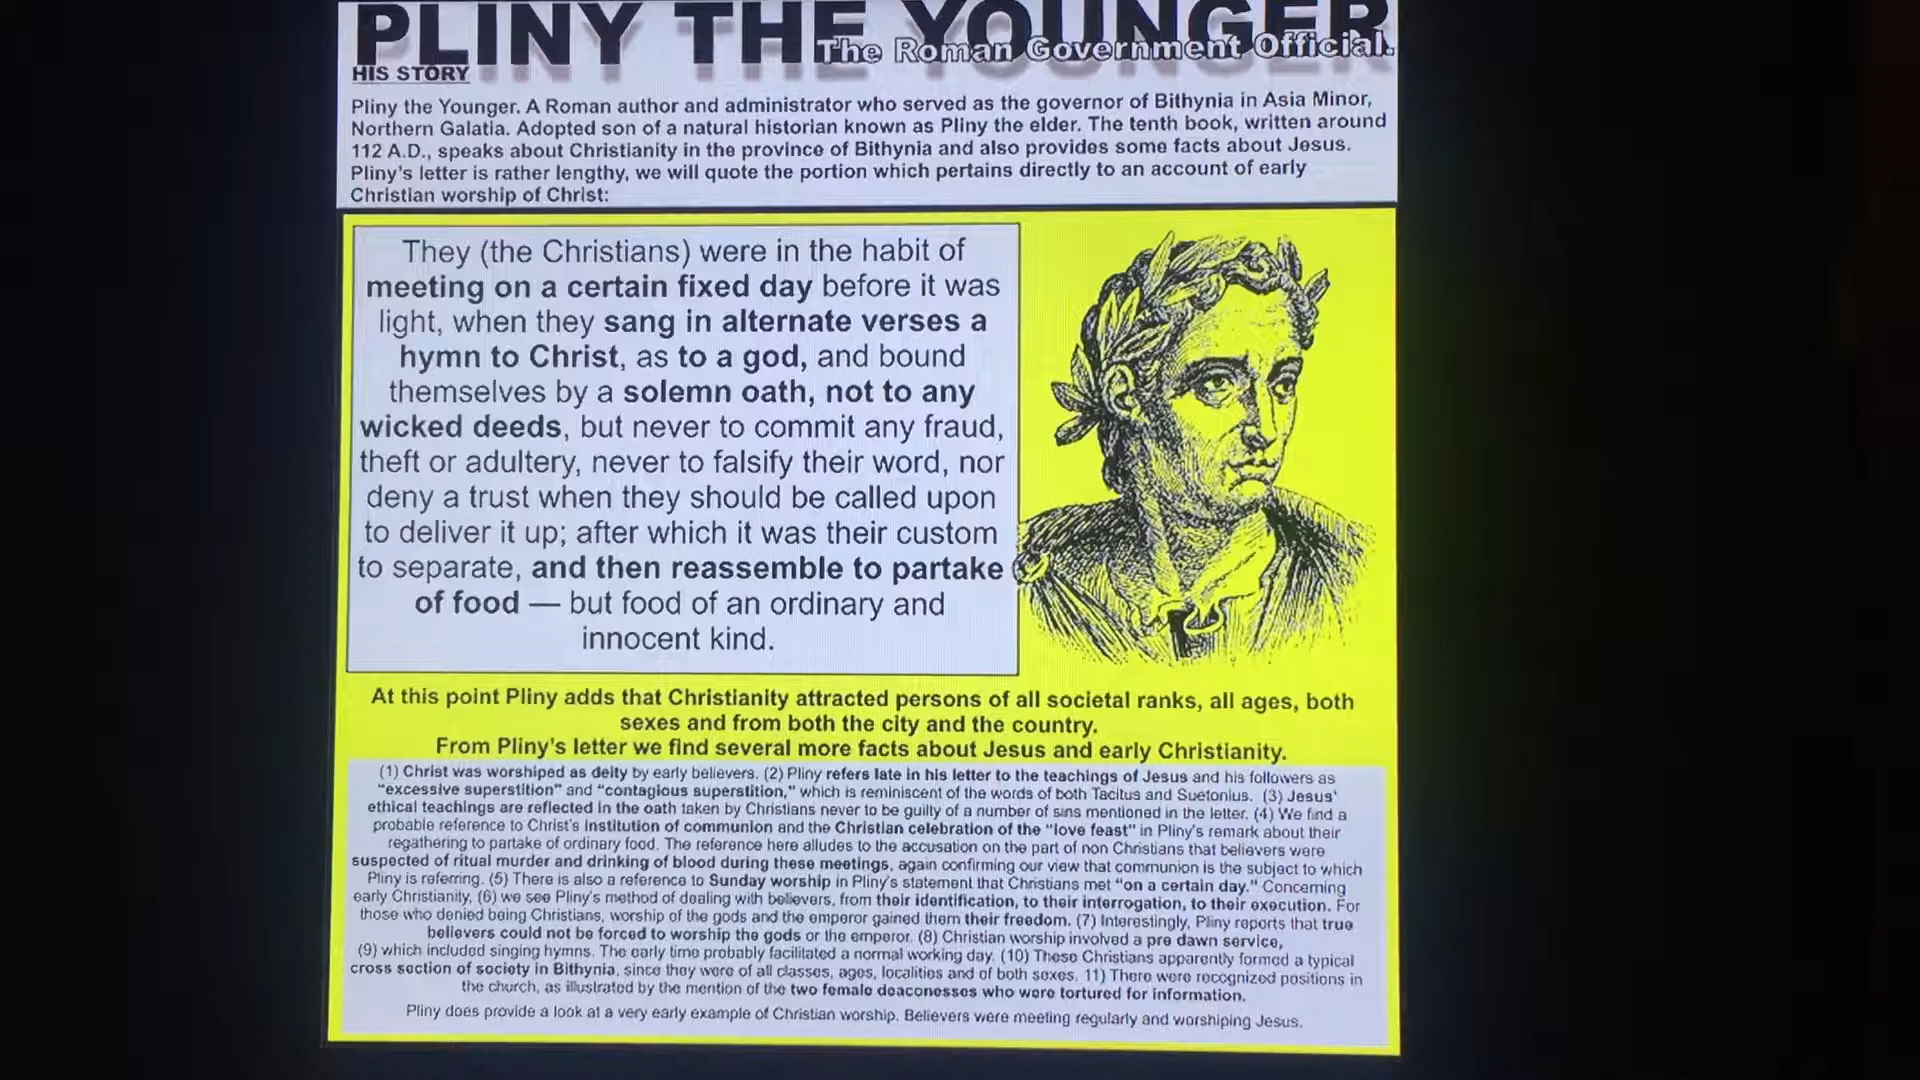 PLINY THE YOUNGER
The Roman Government Official.
HIS STORY
Pliny the Younger. A Roman author and administrator who served as the governor of Bithynia in Asia Minor,
Northern Galatia. Adopted son of a natural historian known as Pliny the elder. The tenth book, written around
112 A.D., speaks about Christianity in the province of Bithynia and also provides some facts about Jesus.
Pliny's letter is rather lengthy, we will quote the portion which pertains directly to an account of early
Christian worship of Christ:
They (the Christians) were in the habit of
meeting on a certain fixed day before it was
light, when they sang in alternate verses a
hymn to Christ, as to a god, and bound
themselves by a solemn oath, not to any
wicked deeds, but never to commit any fraud,
theft or adultery, never to falsify their word, nor
deny a trust when they should be called upon
to deliver it up; after which it was their custom
to separate, and then reassemble to partake
of food — but food of an ordinary and
innocent kind.
At this point Pliny adds that Christianity attracted persons of all societal ranks, all ages, both
sexes and from both the city and the country.
From Pliny's letter we find several more facts about Jesus and early Christianity.
(1) Christ was worshiped as deity by early believers. (2) Pliny refers late in his letter to the teachings of Jesus and his followers as
"excessive superstition" and "contagious superstition," which is reminiscent of the words of both Tacitus and Suetonius. (3) Jesus'
ethical teachings are reflected in the oath taken by Christians never to be guilty of a number of sins mentioned in the letter. (4) We find a
probable reference to Christ's institution of communion and the Christian celebration of the "love feast" in Pliny's remark about their
regathering to partake of ordinary food. The reference here alludes to the accusation on the part of non Christians that believers were
suspected of ritual murder and drinking of blood during these meetings, again confirming our view that communion is the subject to which
Pliny is referring. (5) There is also a reference to Sunday worship in Pliny's statement that Christians met "on a certain day." Concerning
early Christianity, (6) we see Pliny's method of dealing with believers, from their identification, to their interrogation, to their execution. For
those who denied being Christians, worship of the gods and the emperor gained them their freedom. (7) Interestingly, Pliny reports that true
believers could not be forced to worship the gods or the emperor. (8) Christian worship involved a pre dawn service,
(9) which included singing hymns. The early time probably facilitated a normal working day. (10) These Christians apparently formed a typical
cross section of society in Bithynia, since they were of all classes, ages, localities and of both sexes. 11) There were recognized positions in
the church, as illustrated by the mention of the two female deaconesses who were tortured for information.
Pliny does provide a look at a very early example of Christian worship. Believers were meeting regularly and worshiping Jesus.